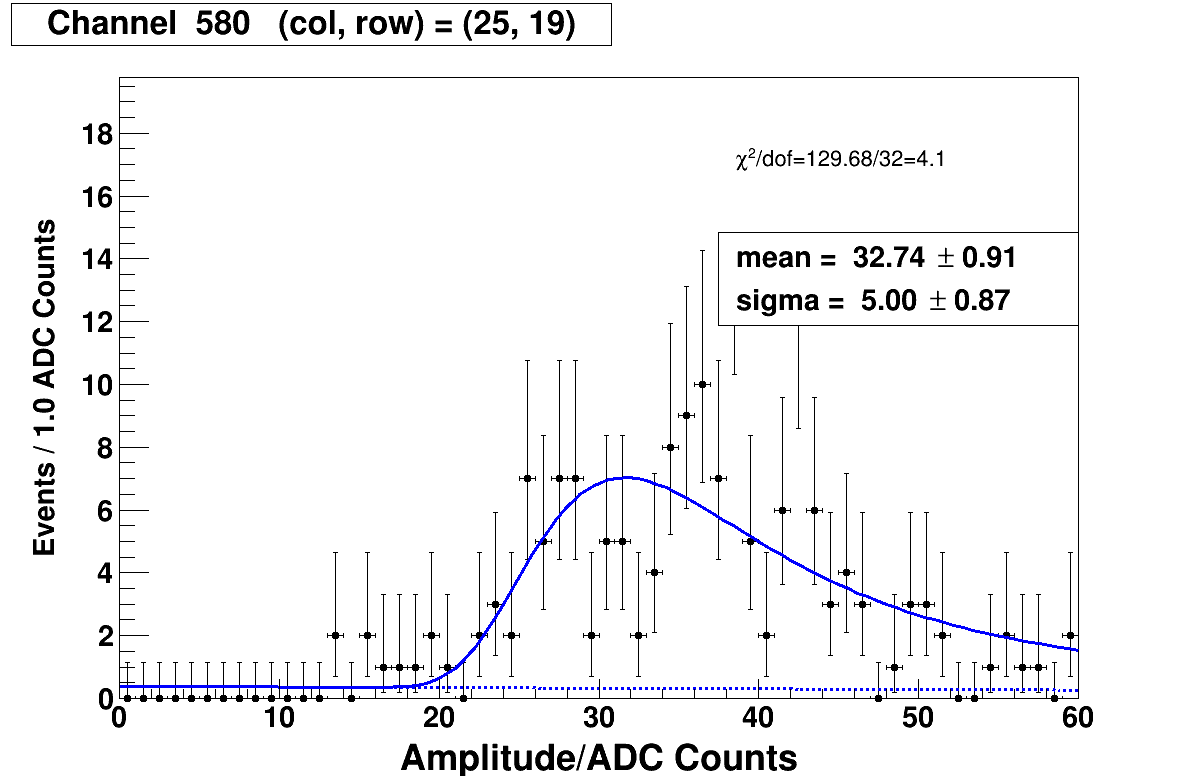 Channel 580 (col, row) = (25, 19)
χ²/dof=129.68/32=4.1
mean = 32.74 ± 0.91
sigma = 5.00 ± 0.87
Events / 1.0 ADC Counts
18
16
14
12
10
8
6
4
2
0
0 10 20 30 40 50 60
Amplitude/ADC Counts